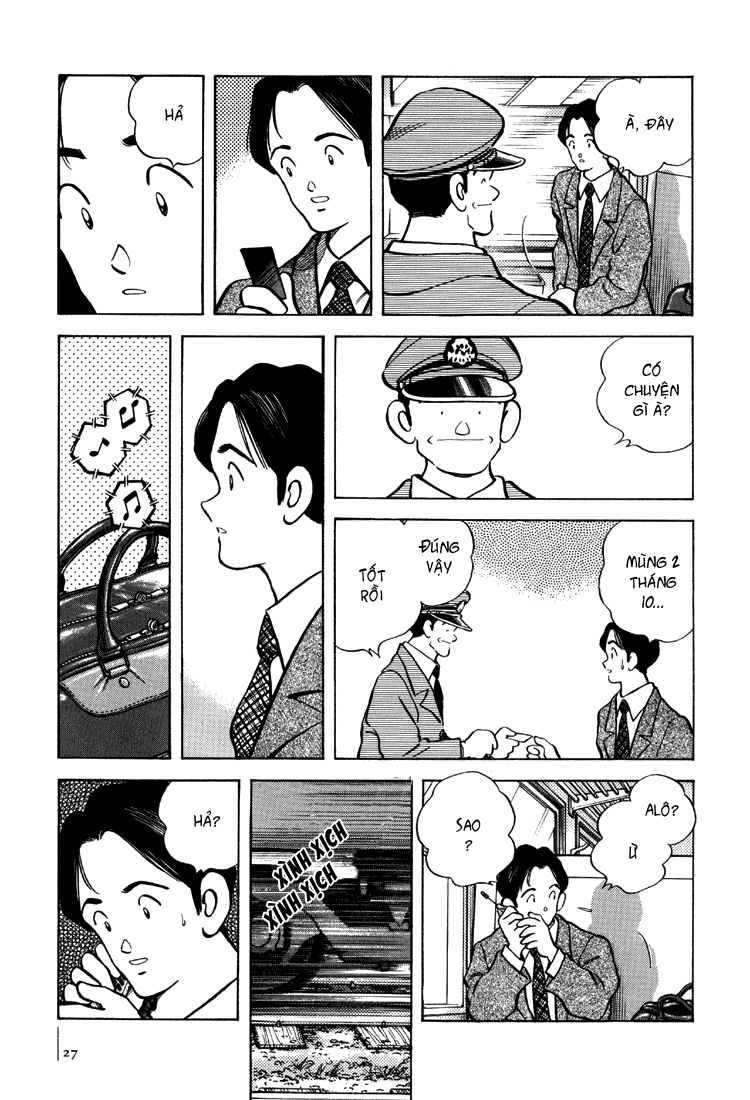 À, ĐÂY
HẢ
CÓ
CHUYỆN
GÌ À?
MÙNG 2
THÁNG
10...
ĐÚNG
VẬY
TỐT
RỒI
ALÔ?
Ừ
SAO
?
XÌNH XỊCH
XÌNH XỊCH
HẢ?
27